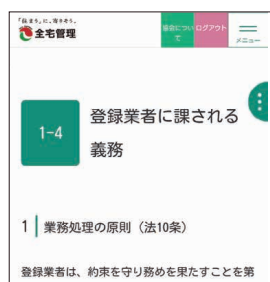 「住まう」に、寄りそう。
全宅管理
協会につい
て
ログアウト
メニュー
1-4
登録業者に課される
義務
1 業務処理の原則（法10条）
登録業者は、約束を守り務めを果たすことを第